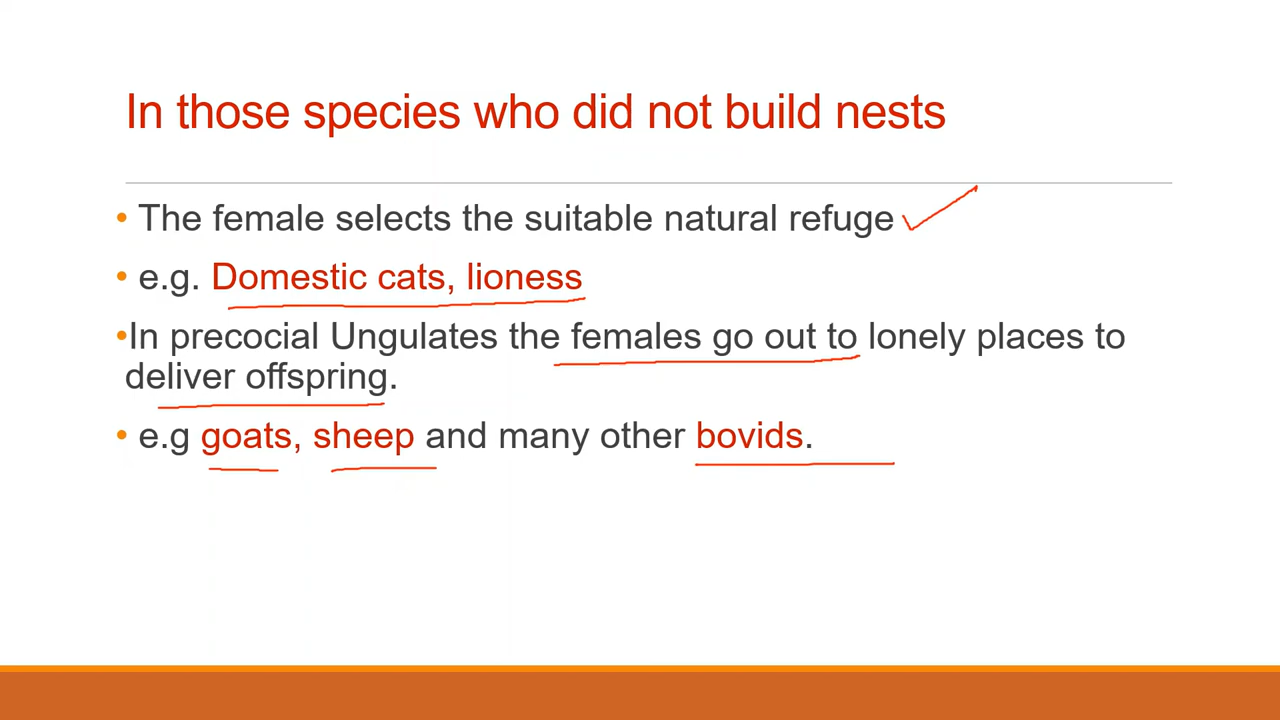 In those species who did not build nests
• The female selects the suitable natural refuge
• e.g. Domestic cats, lioness
•In precocial Ungulates the females go out to lonely places to
deliver offspring.
• e.g goats, sheep and many other bovids.